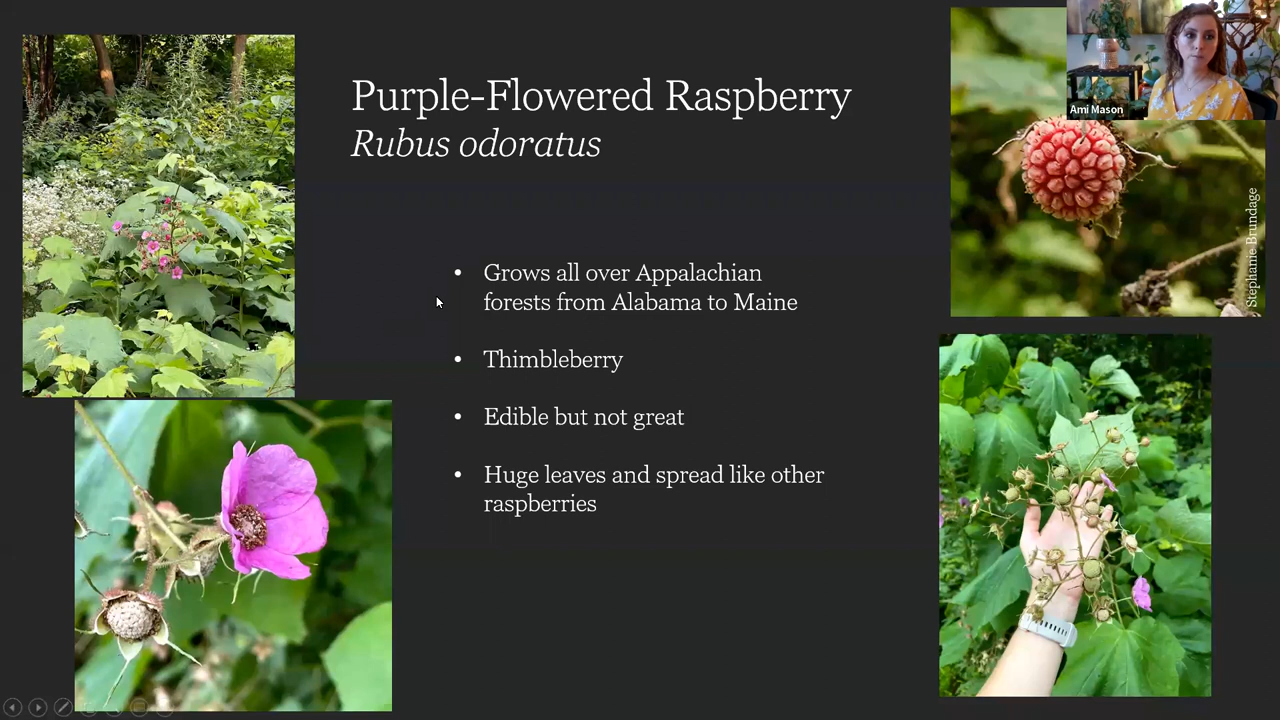 Purple-Flowered Raspberry
Rubus odoratus
• Grows all over Appalachian
forests from Alabama to Maine
• Thimbleberry
• Edible but not great
• Huge leaves and spread like other
raspberries
Ami Mason
Stephanie Brundage